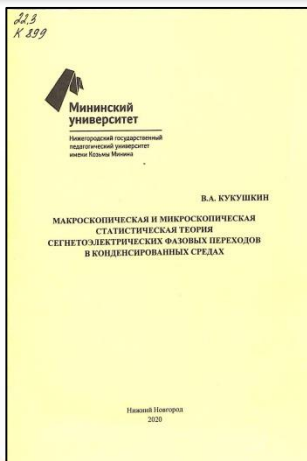 22.3
К 899
Мининский
университет
Нижегородский государственный
педагогический университет
имени Козьмы Минина
В.А. КУКУШКИН
МАКРОСКОПИЧЕСКАЯ И МИКРОСКОПИЧЕСКАЯ
СТАТИСТИЧЕСКАЯ ТЕОРИЯ
СЕГНЕТОЭЛЕКТРИЧЕСКИХ ФАЗОВЫХ ПЕРЕХОДОВ
В КОНДЕНСИРОВАННЫХ СРЕДАХ
Нижний Новгород
2020